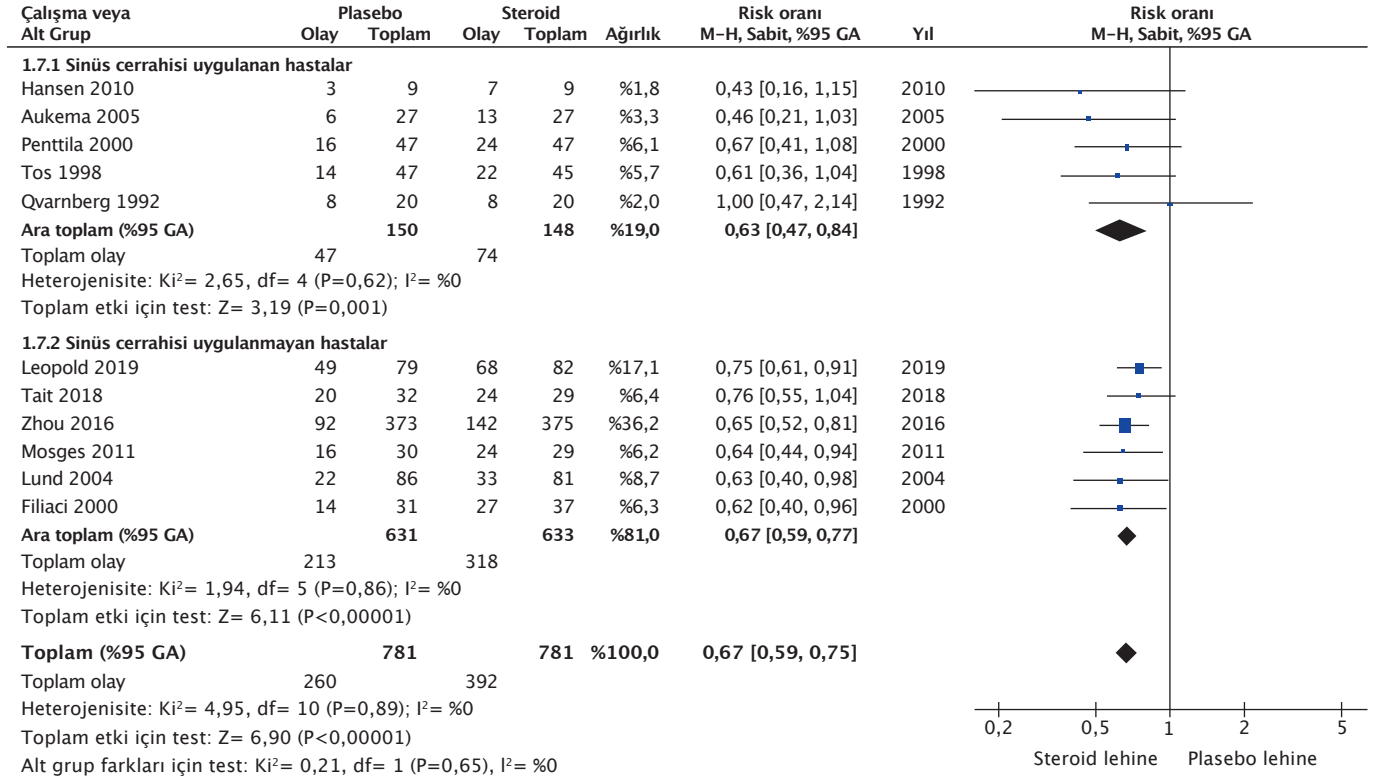 Çalışma veya Plasebo Steroid Risk oranı Risk oranı
Alt Grup Olay Toplam Olay Toplam Ağırlık M-H, Sabit, %95 GA Yıl M-H, Sabit, %95 GA
1.7.1 Sinüs cerrahisi uygulanan hastalar
Hansen 2010 3 9 7 9 %1,8 0,43 [0,16, 1,15] 2010
Aukema 2005 6 27 13 27 %3,3 0,46 [0,21, 1,03] 2005
Penttila 2000 16 47 24 47 %6,1 0,67 [0,41, 1,08] 2000
Tos 1998 14 47 22 45 %5,7 0,61 [0,36, 1,04] 1998
Qvarnberg 1992 8 20 8 20 %2,0 1,00 [0,47, 2,14] 1992
Ara toplam (%95 GA) 150 148 %19,0 0,63 [0,47, 0,84]
Toplam olay 47 74
Heterojenisite: Ki²= 2,65, df= 4 (P=0,62); I²= %0
Toplam etki için test: Z= 3,19 (P=0,001)
1.7.2 Sinüs cerrahisi uygulanmayan hastalar
Leopold 2019 49 79 68 82 %17,1 0,75 [0,61, 0,91] 2019
Tait 2018 20 32 24 29 %6,4 0,76 [0,55, 1,04] 2018
Zhou 2016 92 373 142 375 %36,2 0,65 [0,52, 0,81] 2016
Mosges 2011 16 30 24 29 %6,2 0,64 [0,44, 0,94] 2011
Lund 2004 22 86 33 81 %8,7 0,63 [0,40, 0,98] 2004
Filiaci 2000 14 31 27 37 %6,3 0,62 [0,40, 0,96] 2000
Ara toplam (%95 GA) 631 633 %81,0 0,67 [0,59, 0,77]
Toplam olay 213 318
Heterojenisite: Ki²= 1,94, df= 5 (P=0,86); I²= %0
Toplam etki için test: Z= 6,11 (P<0,00001)
Toplam (%95 GA) 781 781 %100,0 0,67 [0,59, 0,75]
Toplam olay 260 392
Heterojenisite: Ki²= 4,95, df= 10 (P=0,89); I²= %0
Toplam etki için test: Z= 6,90 (P<0,00001)
Alt grup farkları için test: Ki²= 0,21, df= 1 (P=0,65), I²= %0
0,2 0,5 1 2 5
Steroid lehine Plasebo lehine